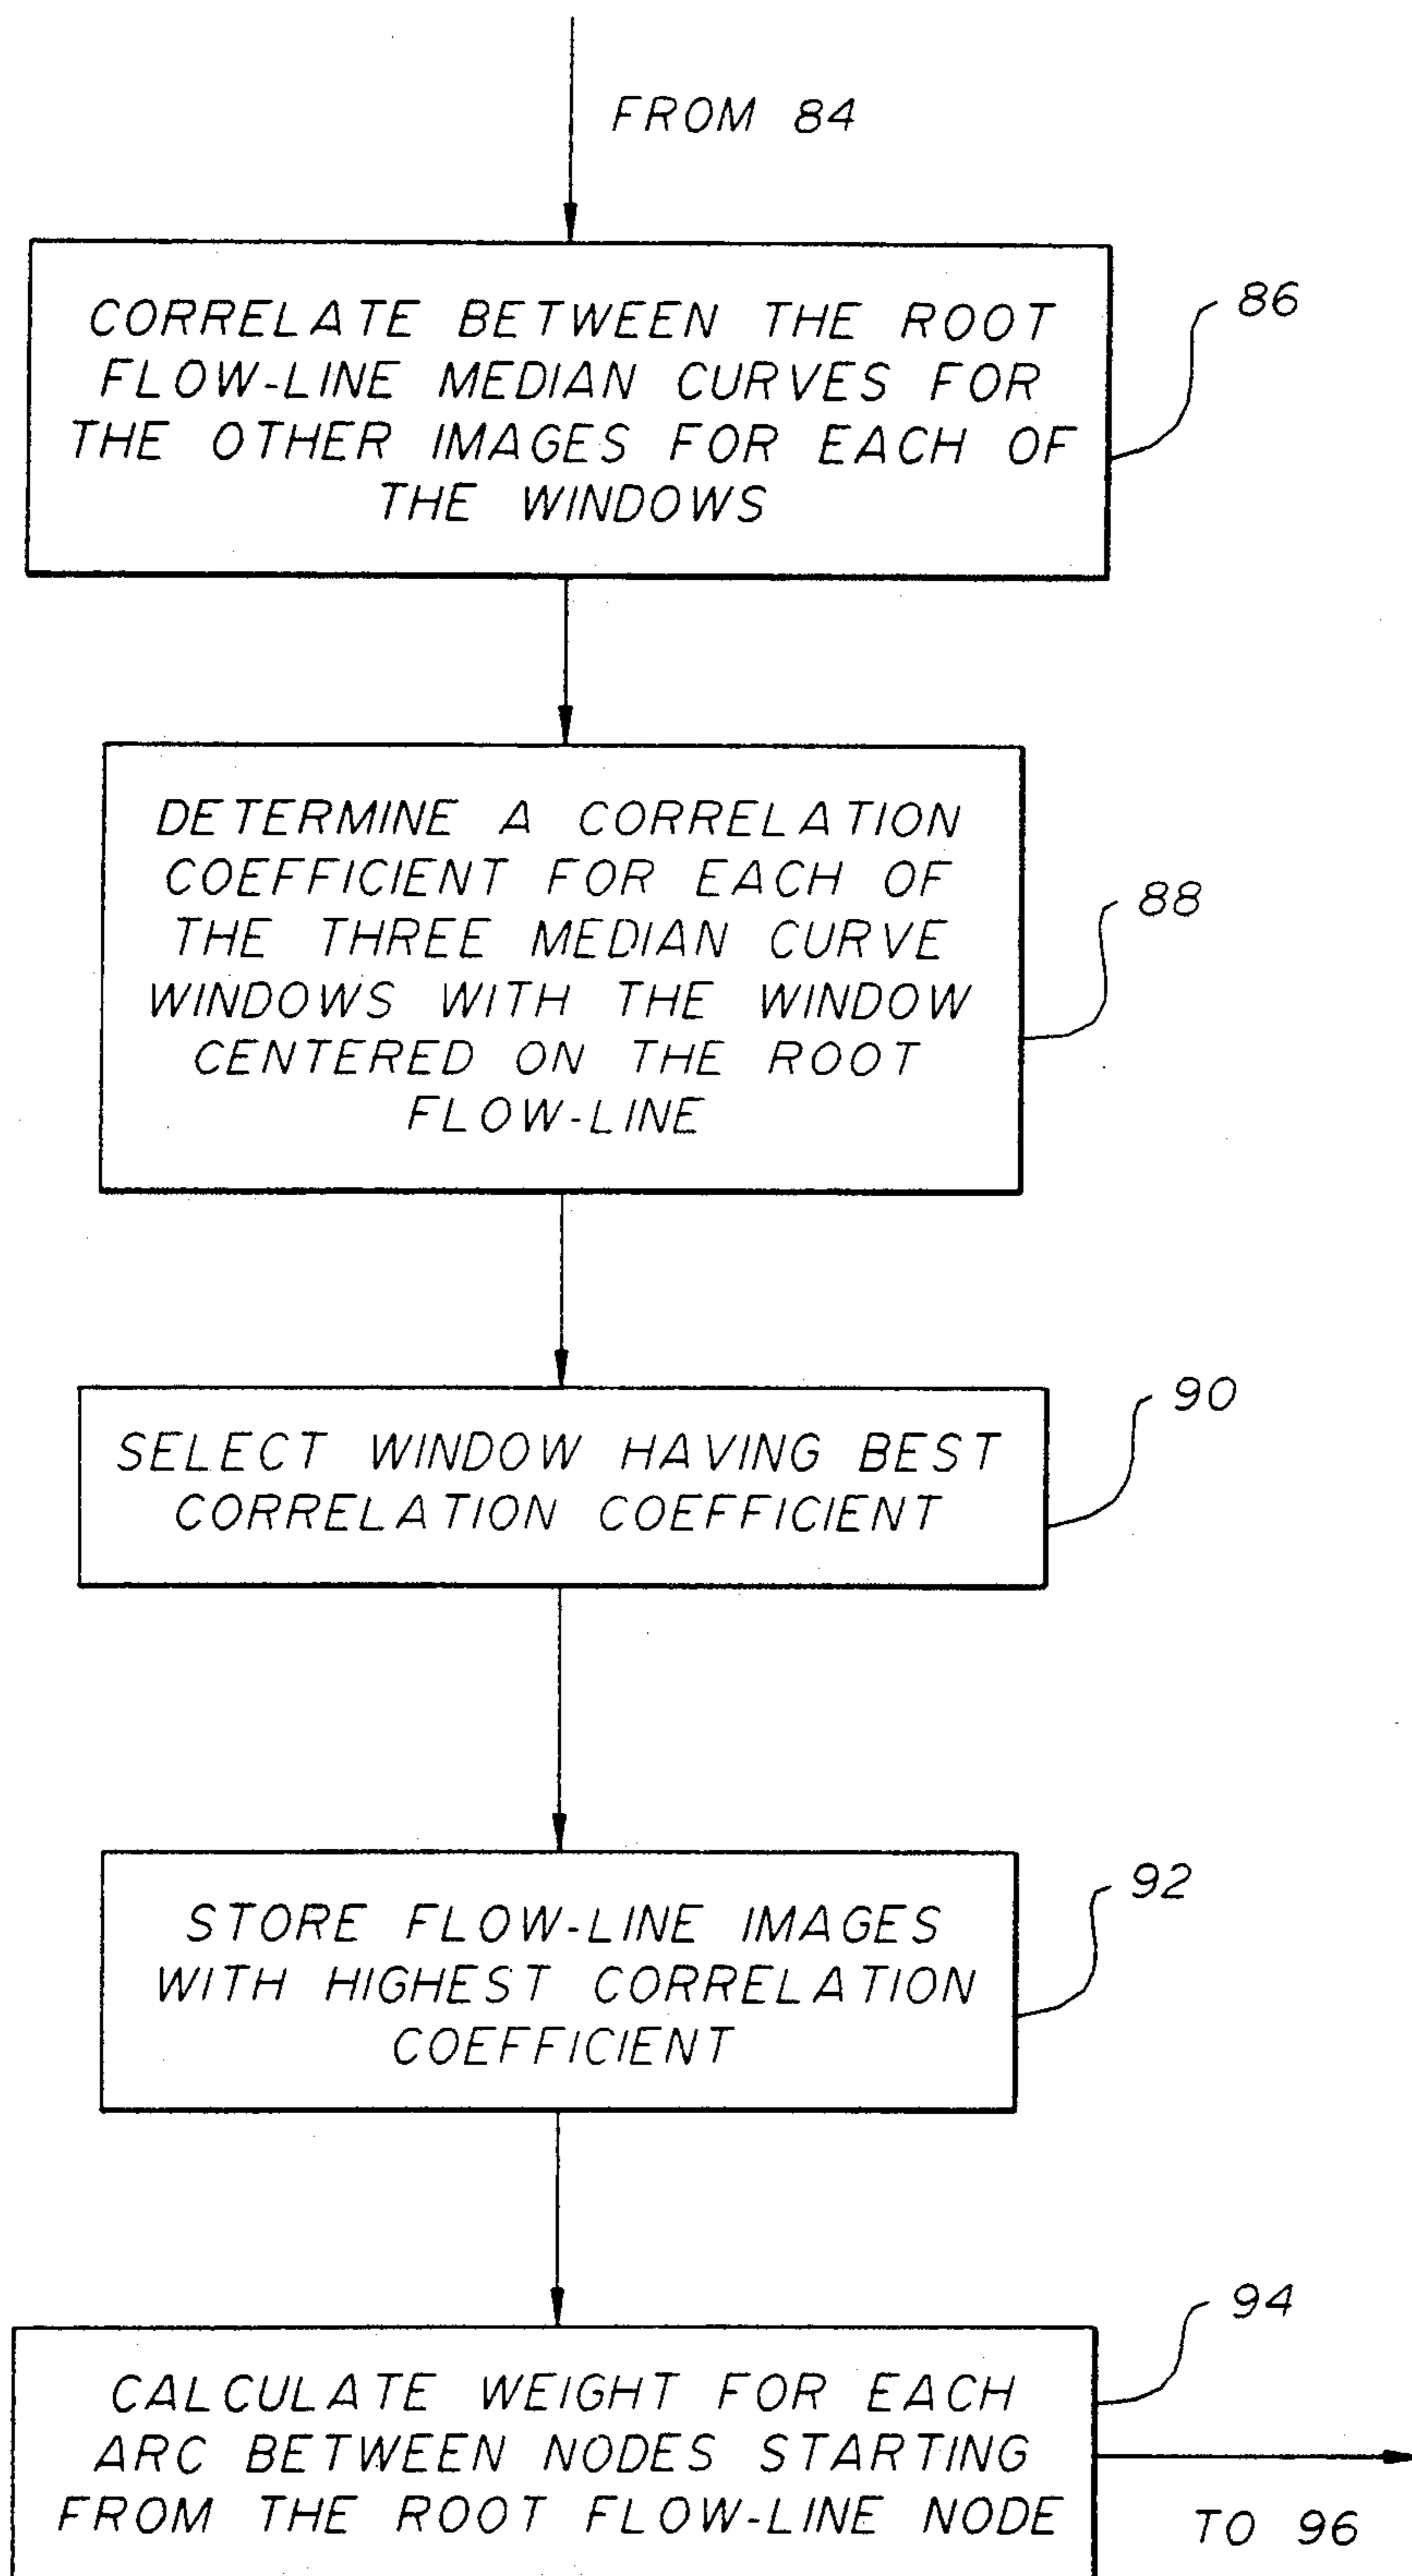 FROM 84
CORRELATE BETWEEN THE ROOT
FLOW-LINE MEDIAN CURVES FOR
THE OTHER IMAGES FOR EACH OF
THE WINDOWS
86
DETERMINE A CORRELATION
COEFFICIENT FOR EACH OF
THE THREE MEDIAN CURVE
WINDOWS WITH THE WINDOW
CENTERED ON THE ROOT
FLOW-LINE
88
SELECT WINDOW HAVING BEST
CORRELATION COEFFICIENT
90
STORE FLOW-LINE IMAGES
WITH HIGHEST CORRELATION
COEFFICIENT
92
CALCULATE WEIGHT FOR EACH
ARC BETWEEN NODES STARTING
FROM THE ROOT FLOW-LINE NODE
94
TO 96